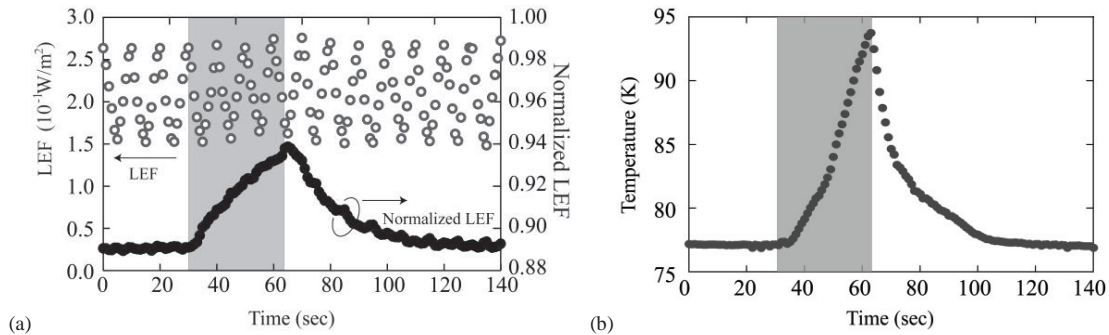 3.0
2.5
2.0
1.5
1.0
0.5
0.0
LEF (10⁻¹W/m²)
LEF
Normalized LEF
1.00
0.98
0.96
0.94
0.93
0.90
0.88
Normalized LEF
0 20 40 60 80 100 120 140
Time (sec)
(a)
95
90
85
80
75
Temperature (K)
0 20 40 60 80 100 120 140
Time (sec)
(b)